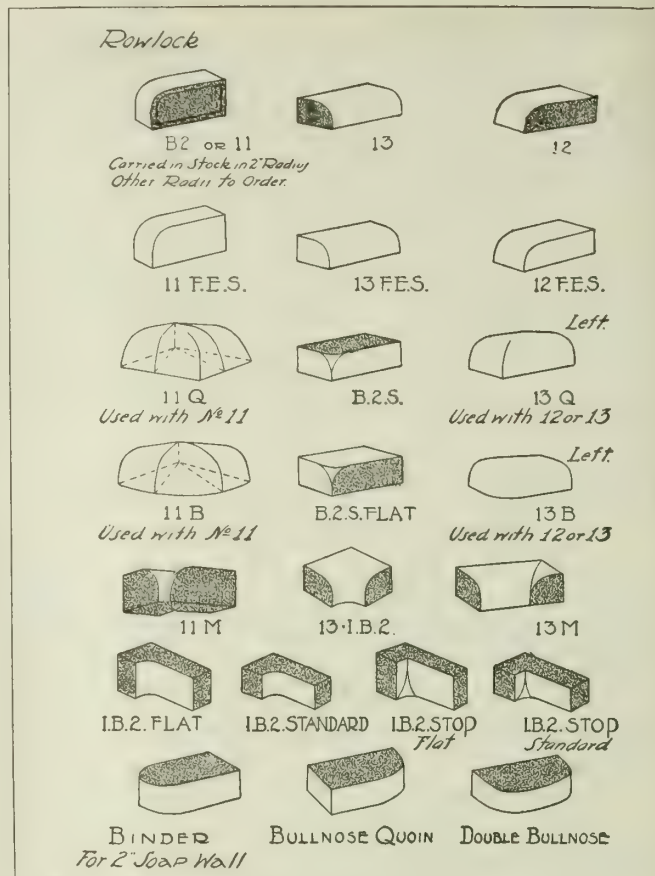 Rowlock
B2 OR 11
13
12
Carried in Stock in 2" Radius
Other Radii to Order.
11 F.E.S.
13 F.E.S.
12 F.E.S.
Left.
11 Q
B.2.S.
13 Q
Used with Nº 11
Used with 12 or 13
Left.
11 B
B.2.S. FLAT
13 B
Used with Nº 11
Used with 12 or 13
11 M
13·I.B.2.
13 M
I.B.2. FLAT
I.B.2. STANDARD
I.B.2. STOP
I.B.2. STOP
Flat
Standard
BINDER
BULLNOSE QUOIN
DOUBLE BULLNOSE
For 2" Soap Wall